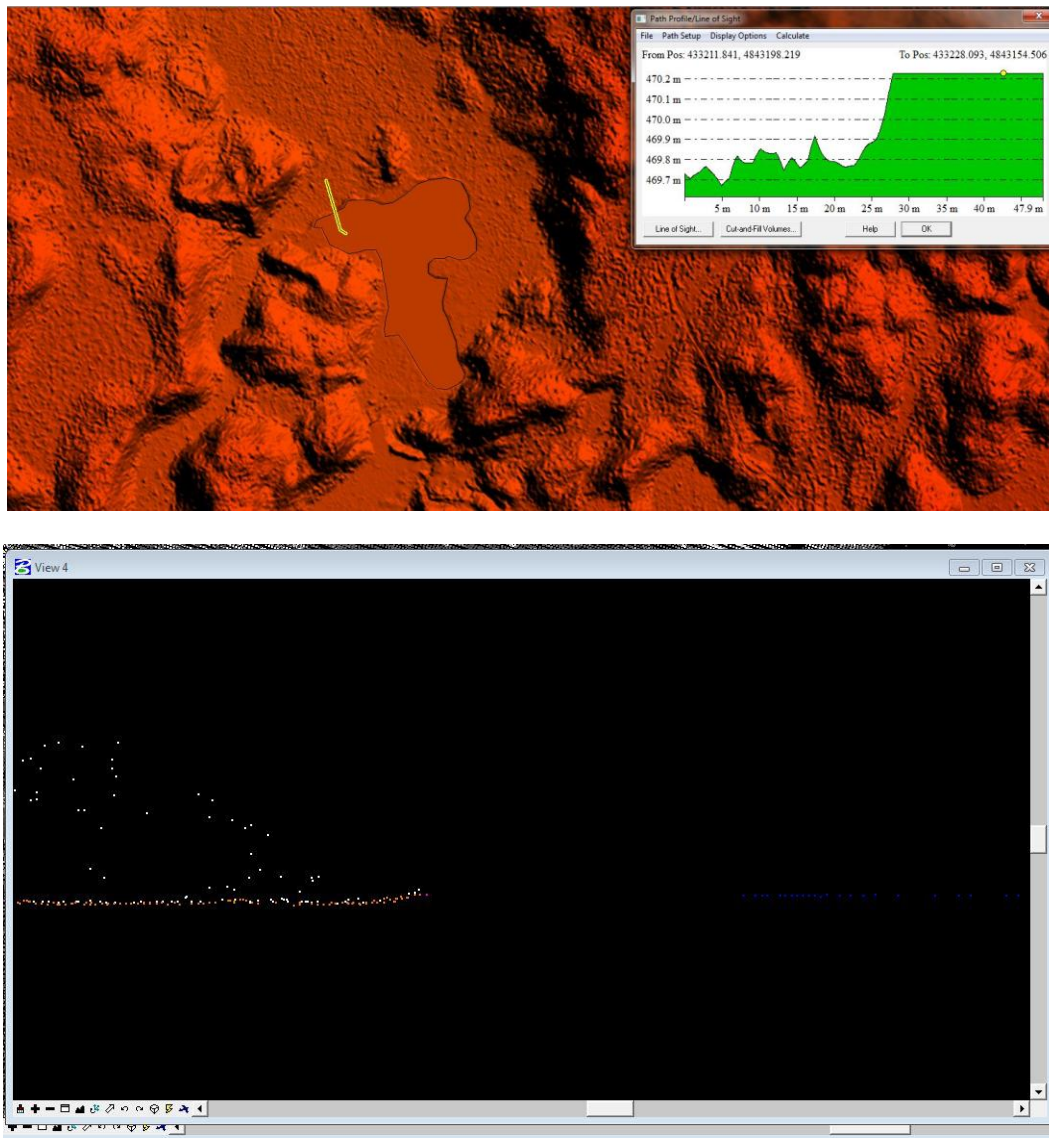 Path Profile/Line of Sight
File Path Setup Display Options Calculate
From Pos: 433211.841, 4843198.219 To Pos: 433228.093, 4843154.506
470.2 m
470.1 m
470.0 m
469.9 m
469.8 m
469.7 m
5 m 10 m 15 m 20 m 25 m 30 m 35 m 40 m 47.9 m
Line of Sight... Cut-and-Fill Volumes... Help OK
View 4